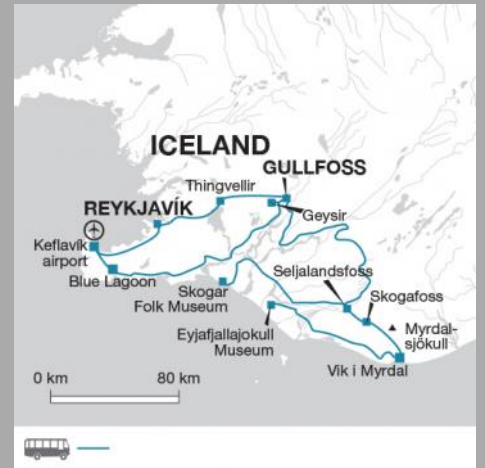 ICELAND
GULLFOSS
Thingvellir
REYKJAVÍK
Geysir
Keflavík
airport
Blue Lagoon
Seljalandsfoss
Skogar
Folk Museum
Skogafoss
Eyjafjallajokull
Museum
Myrdal-
sjökull
Vik i Myrdal
0 km 80 km